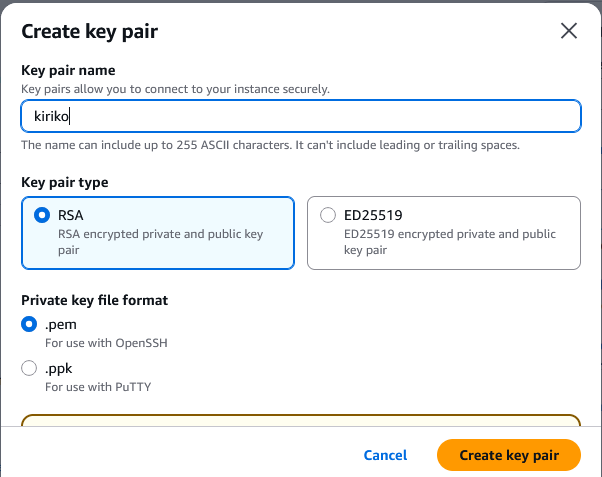 Create key pair
Key pair name
Key pairs allow you to connect to your instance securely.
kiriko
The name can include up to 255 ASCII characters. It can't include leading or trailing spaces.
Key pair type
RSA
RSA encrypted private and public key
pair
ED25519
ED25519 encrypted private and public
key pair
Private key file format
.pem
For use with OpenSSH
.ppk
For use with PuTTY
Cancel
Create key pair